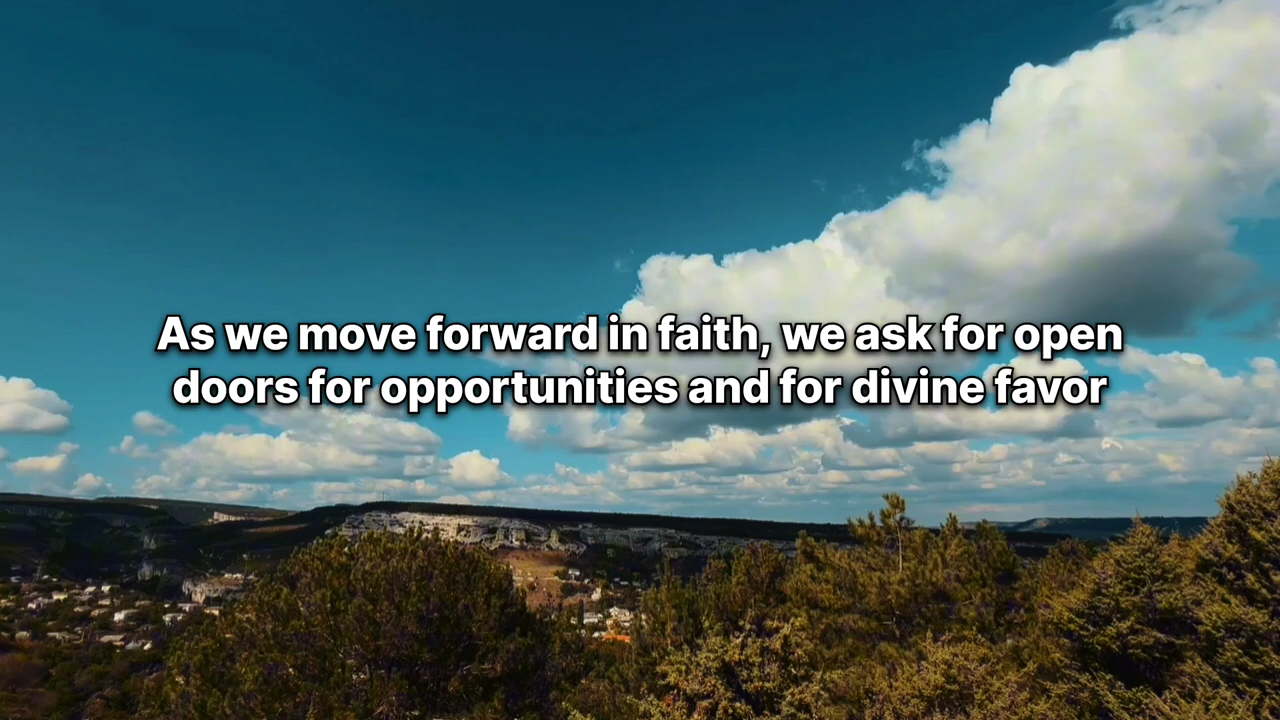 As we move forward in faith, we ask for open
doors for opportunities and for divine favor